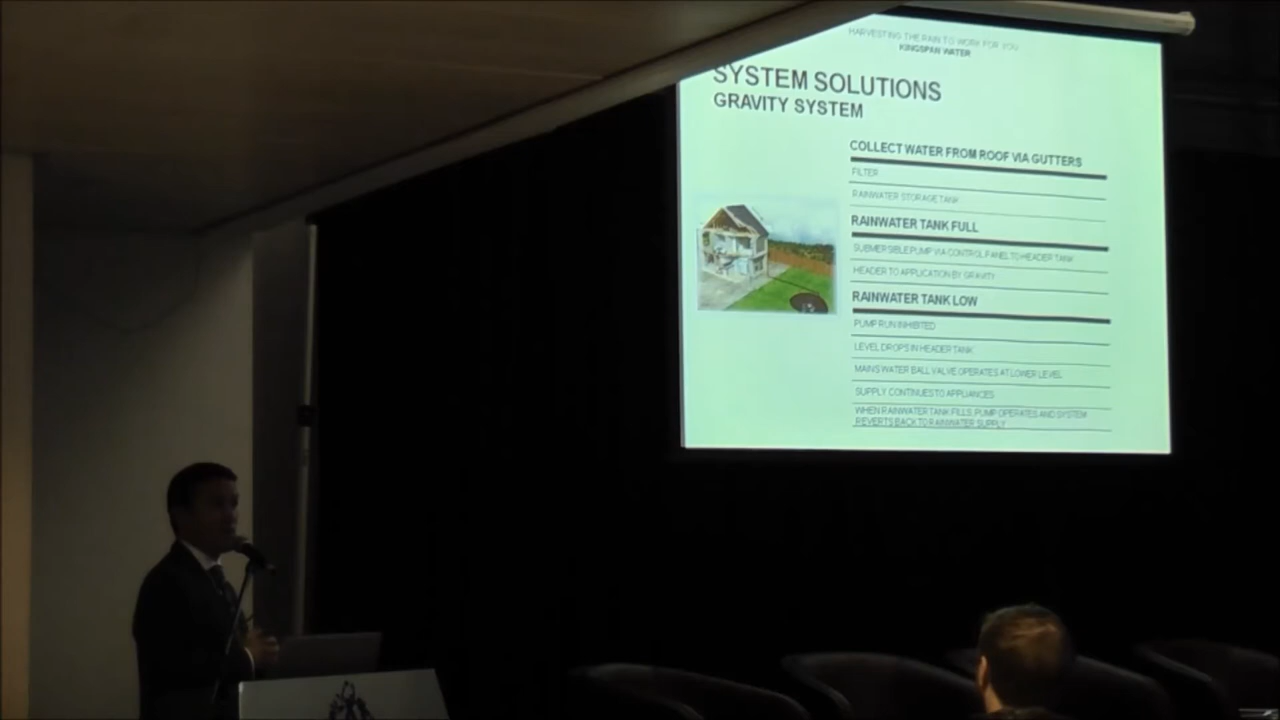 HARVESTING THE RAIN TO WORK FOR YOU
KINGSPAN WATER
SYSTEM SOLUTIONS
GRAVITY SYSTEM
COLLECT WATER FROM ROOF VIA GUTTERS
FILTER
RAINWATER STORAGE TANK
RAINWATER TANK FULL
SUBMERSIBLE PUMP VIA CONTROL PANEL TO HEADER TANK
HEADER TO APPLICATION BY GRAVITY
RAINWATER TANK LOW
PUMP RUN INHIBITED
LEVEL DROPS IN HEADER TANK
MAINS WATER BALL VALVE OPERATES AT LOWER LEVEL
SUPPLY CONTINUES TO APPLIANCES
WHEN RAINWATER TANK FILLS, PUMP OPERATES AND SYSTEM
REVERTS BACK TO RAINWATER SUPPLY